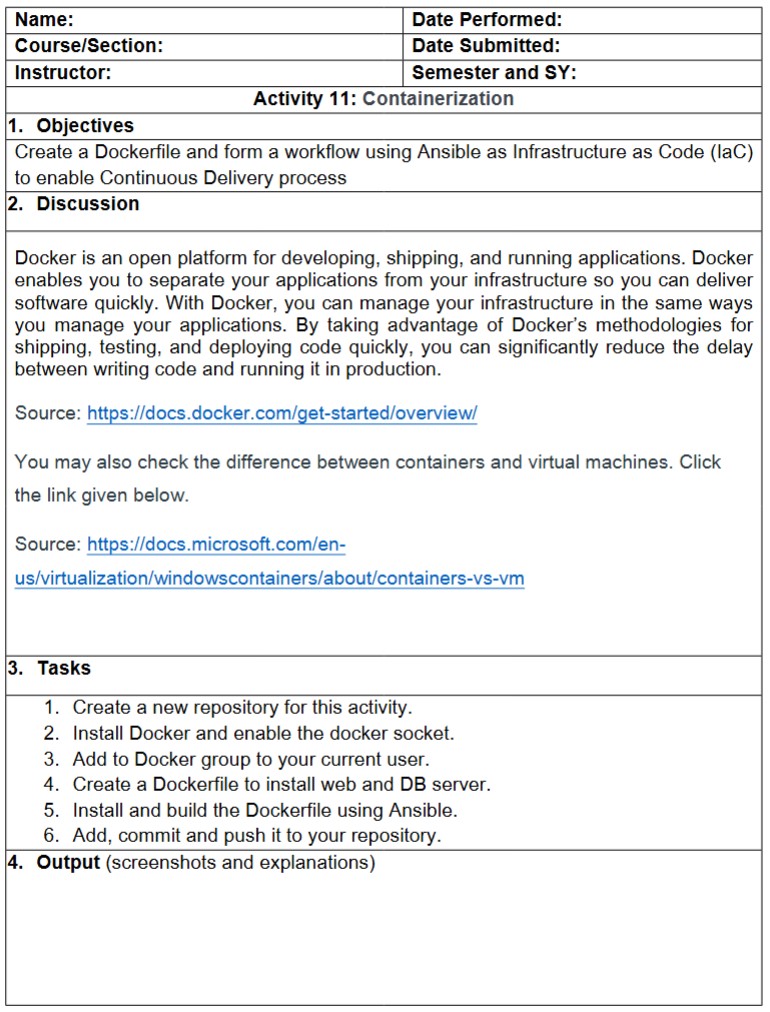 Name:
Date Performed:
Course/Section:
Date Submitted:
Instructor:
Semester and SY:
Activity 11: Containerization
1. Objectives
Create a Dockerfile and form a workflow using Ansible as Infrastructure as Code (IaC)
to enable Continuous Delivery process
2. Discussion
Docker is an open platform for developing, shipping, and running applications. Docker
enables you to separate your applications from your infrastructure so you can deliver
software quickly. With Docker, you can manage your infrastructure in the same ways
you manage your applications. By taking advantage of Docker's methodologies for
shipping, testing, and deploying code quickly, you can significantly reduce the delay
between writing code and running it in production.
Source: https://docs.docker.com/get-started/overview/
You may also check the difference between containers and virtual machines. Click
the link given below.
Source: https://docs.microsoft.com/en-
us/virtualization/windowscontainers/about/containers-vs-vm
3. Tasks
1. Create a new repository for this activity.
2. Install Docker and enable the docker socket.
3. Add to Docker group to your current user.
4. Create a Dockerfile to install web and DB server.
5. Install and build the Dockerfile using Ansible.
6. Add, commit and push it to your repository.
4. Output (screenshots and explanations)